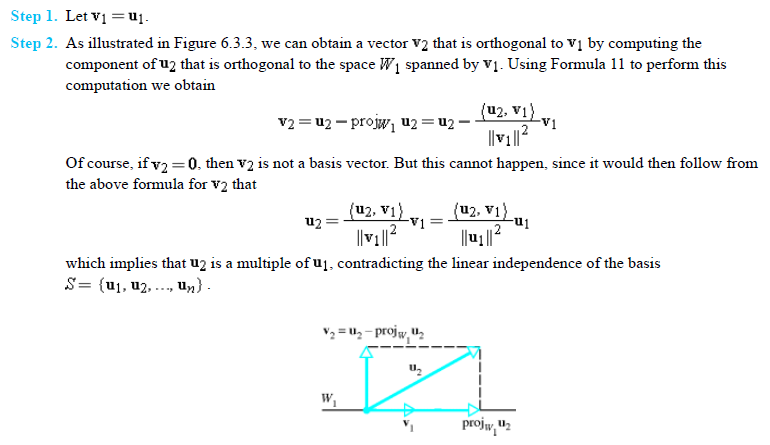 Step 1. Let v₁ = u₁.
Step 2. As illustrated in Figure 6.3.3, we can obtain a vector v₂ that is orthogonal to v₁ by computing the
component of u₂ that is orthogonal to the space W₁ spanned by v₁. Using Formula 11 to perform this
computation we obtain
v₂ = u₂ − proj_W₁ u₂ = u₂ − (⟨u₂, v₁⟩ / ‖v₁‖²) v₁
Of course, if v₂ = 0, then v₂ is not a basis vector. But this cannot happen, since it would then follow from
the above formula for v₂ that
u₂ = (⟨u₂, v₁⟩ / ‖v₁‖²) v₁ = (⟨u₂, v₁⟩ / ‖u₁‖²) u₁
which implies that u₂ is a multiple of u₁, contradicting the linear independence of the basis
S = {u₁, u₂, ..., uₙ}.
v₂ = u₂ − proj_W₁ u₂
u₂
W₁
v₁
proj_W₁ u₂